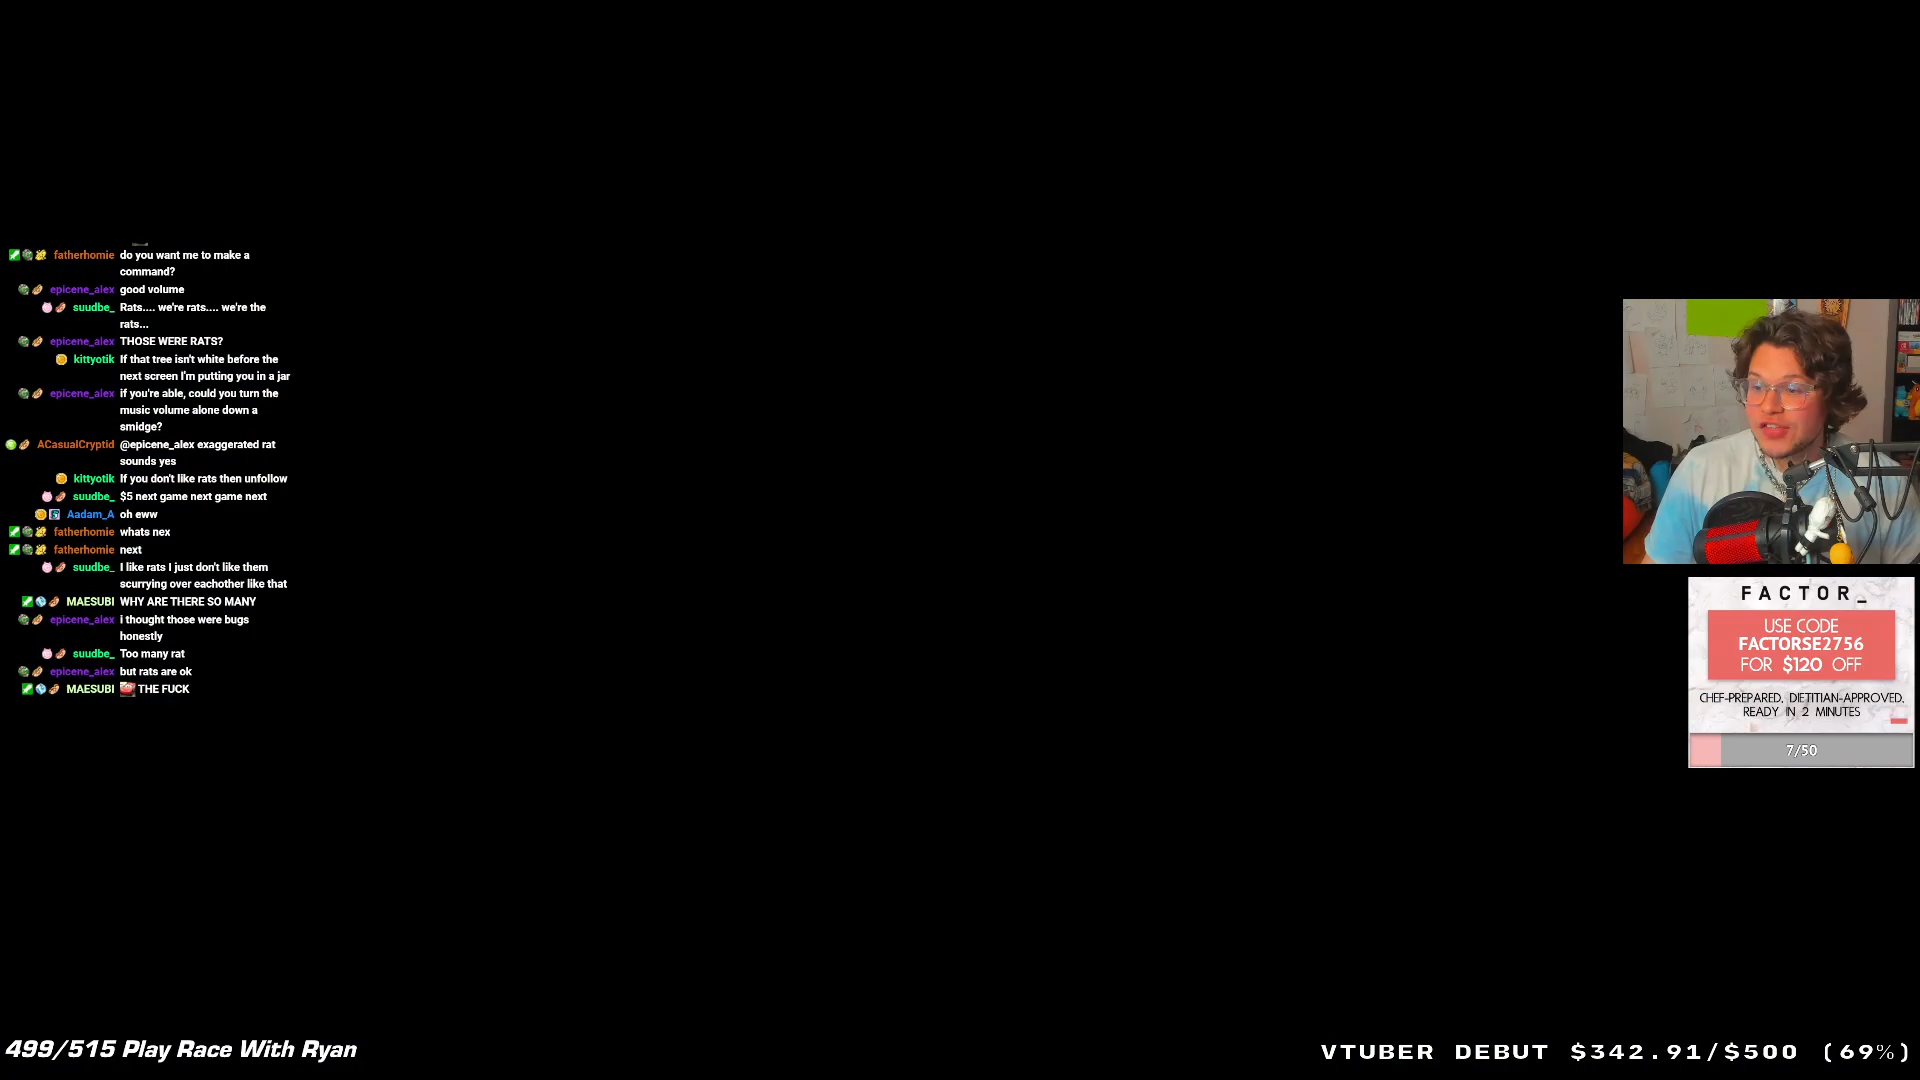 fatherhomie do you want me to make a
command?
epicene_alex good volume
suudbe_ Rats.... we're rats.... we're the
rats...
epicene_alex THOSE WERE RATS?
kittyotik If that tree isn't white before the
next screen I'm putting you in a jar
epicene_alex if you're able, could you turn the
music volume alone down a
smidge?
ACasualCryptid @epicene_alex exaggerated rat
sounds yes
kittyotik If you don't like rats then unfollow
suudbe_ $5 next game next game next
Aadam_A oh eww
fatherhomie whats nex
fatherhomie next
suudbe_ I like rats I just don't like them
scurrying over eachother like that
MAESUBI WHY ARE THERE SO MANY
epicene_alex i thought those were bugs
honestly
suudbe_ Too many rat
epicene_alex but rats are ok
MAESUBI THE FUCK
FACTOR_
USE CODE
FACTORSE2756
FOR $120 OFF
CHEF-PREPARED, DIETITIAN-APPROVED,
READY IN 2 MINUTES
7/50
499/515 Play Race With Ryan
VTUBER DEBUT $342.91/$500 (69%)